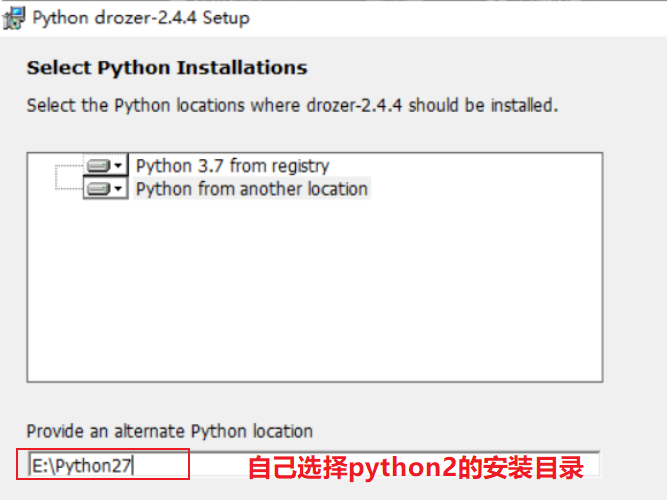 Python drozer-2.4.4 Setup
Select Python Installations
Select the Python locations where drozer-2.4.4 should be installed.
Python 3.7 from registry
Python from another location
Provide an alternate Python location
E:\Python27
自己选择python2的安装目录